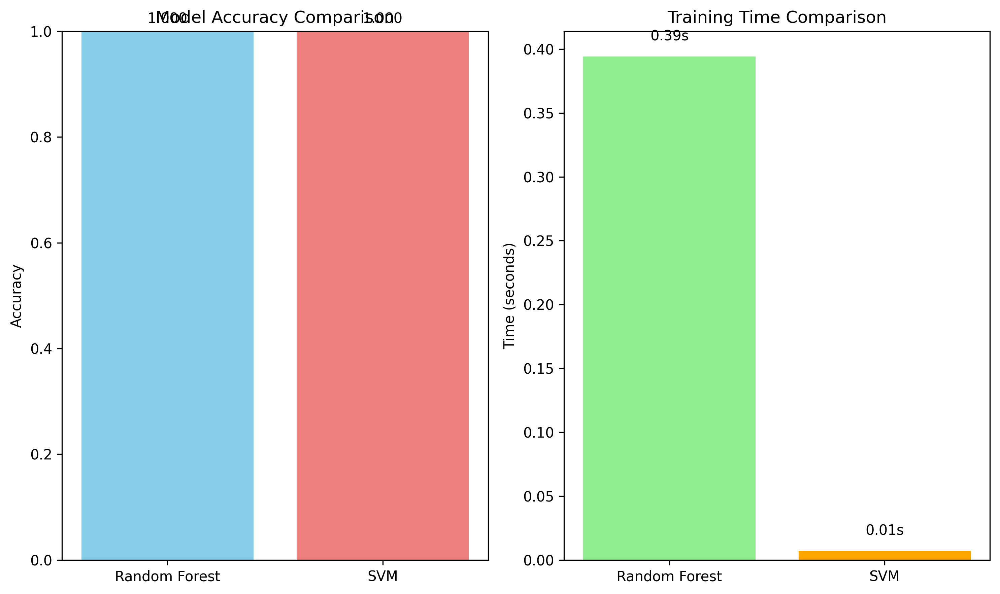 Model Accuracy Comparison
1.000
1.000
1.0
0.8
0.6
0.4
0.2
0.0
Accuracy
Random Forest
SVM
Training Time Comparison
0.39s
0.01s
0.40
0.35
0.30
0.25
0.20
0.15
0.10
0.05
0.00
Time (seconds)
Random Forest
SVM